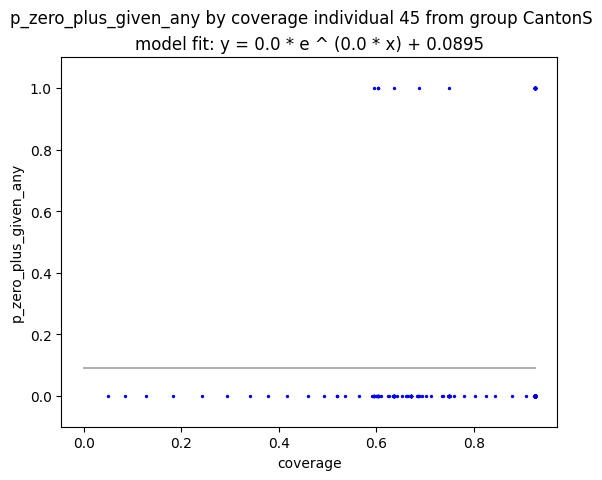 p_zero_plus_given_any by coverage individual 45 from group CantonS
model fit: y = 0.0 * e ^ (0.0 * x) + 0.0895
1.0
0.8
0.6
0.4
0.2
0.0
p_zero_plus_given_any
0.0 0.2 0.4 0.6 0.8
coverage